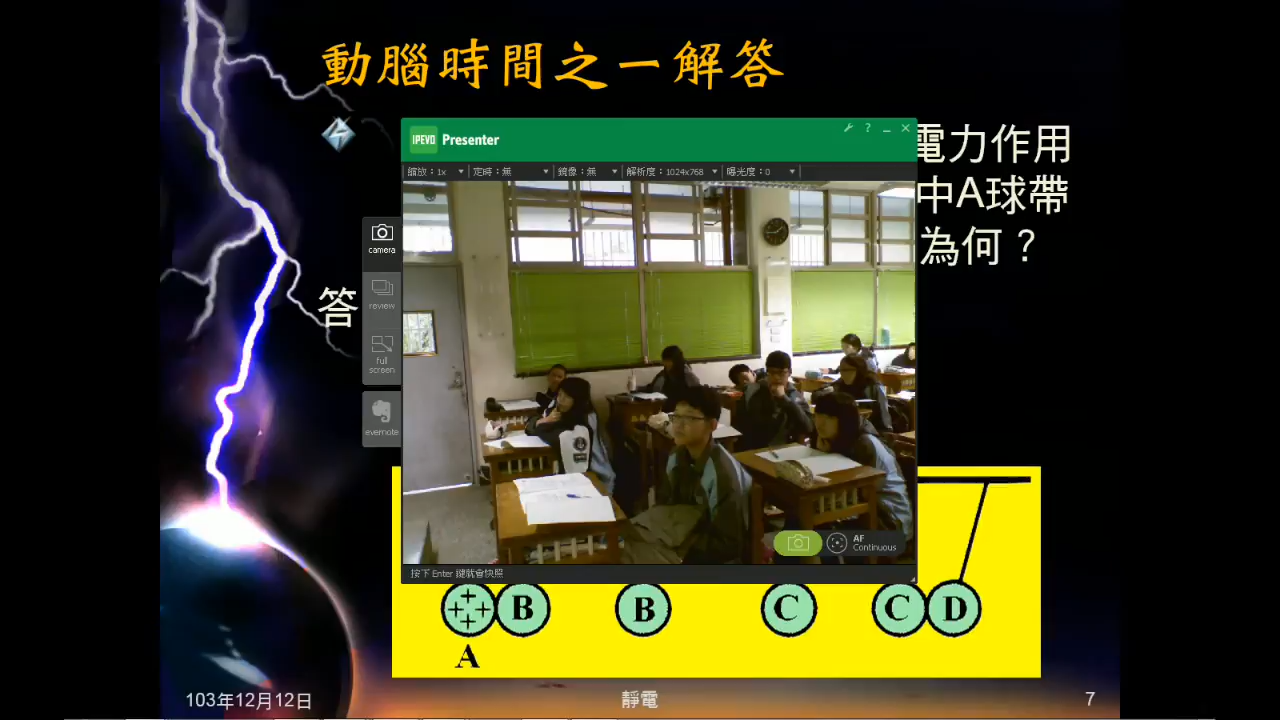 動腦時間之一解答
IPEVO Presenter
縮放：1x 定時：無 鏡像：無 解析度：1024x768 曝光度：0
電力作用
中A球帶
為何？
camera
review
full
screen
evernote
答
AF
Continuous
按下 Enter 鍵就會快照
B B C C D
A
103年12月12日 靜電 7